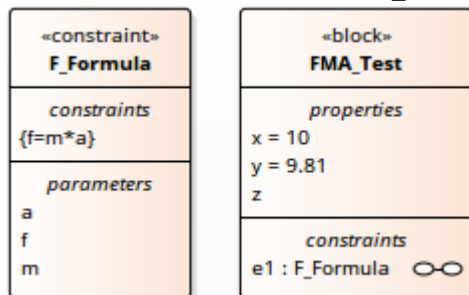 «constraint»
F_Formula
constraints
{f=m*a}
parameters
a
f
m
«block»
FMA_Test
properties
x = 10
y = 9.81
z
constraints
e1 : F_Formula